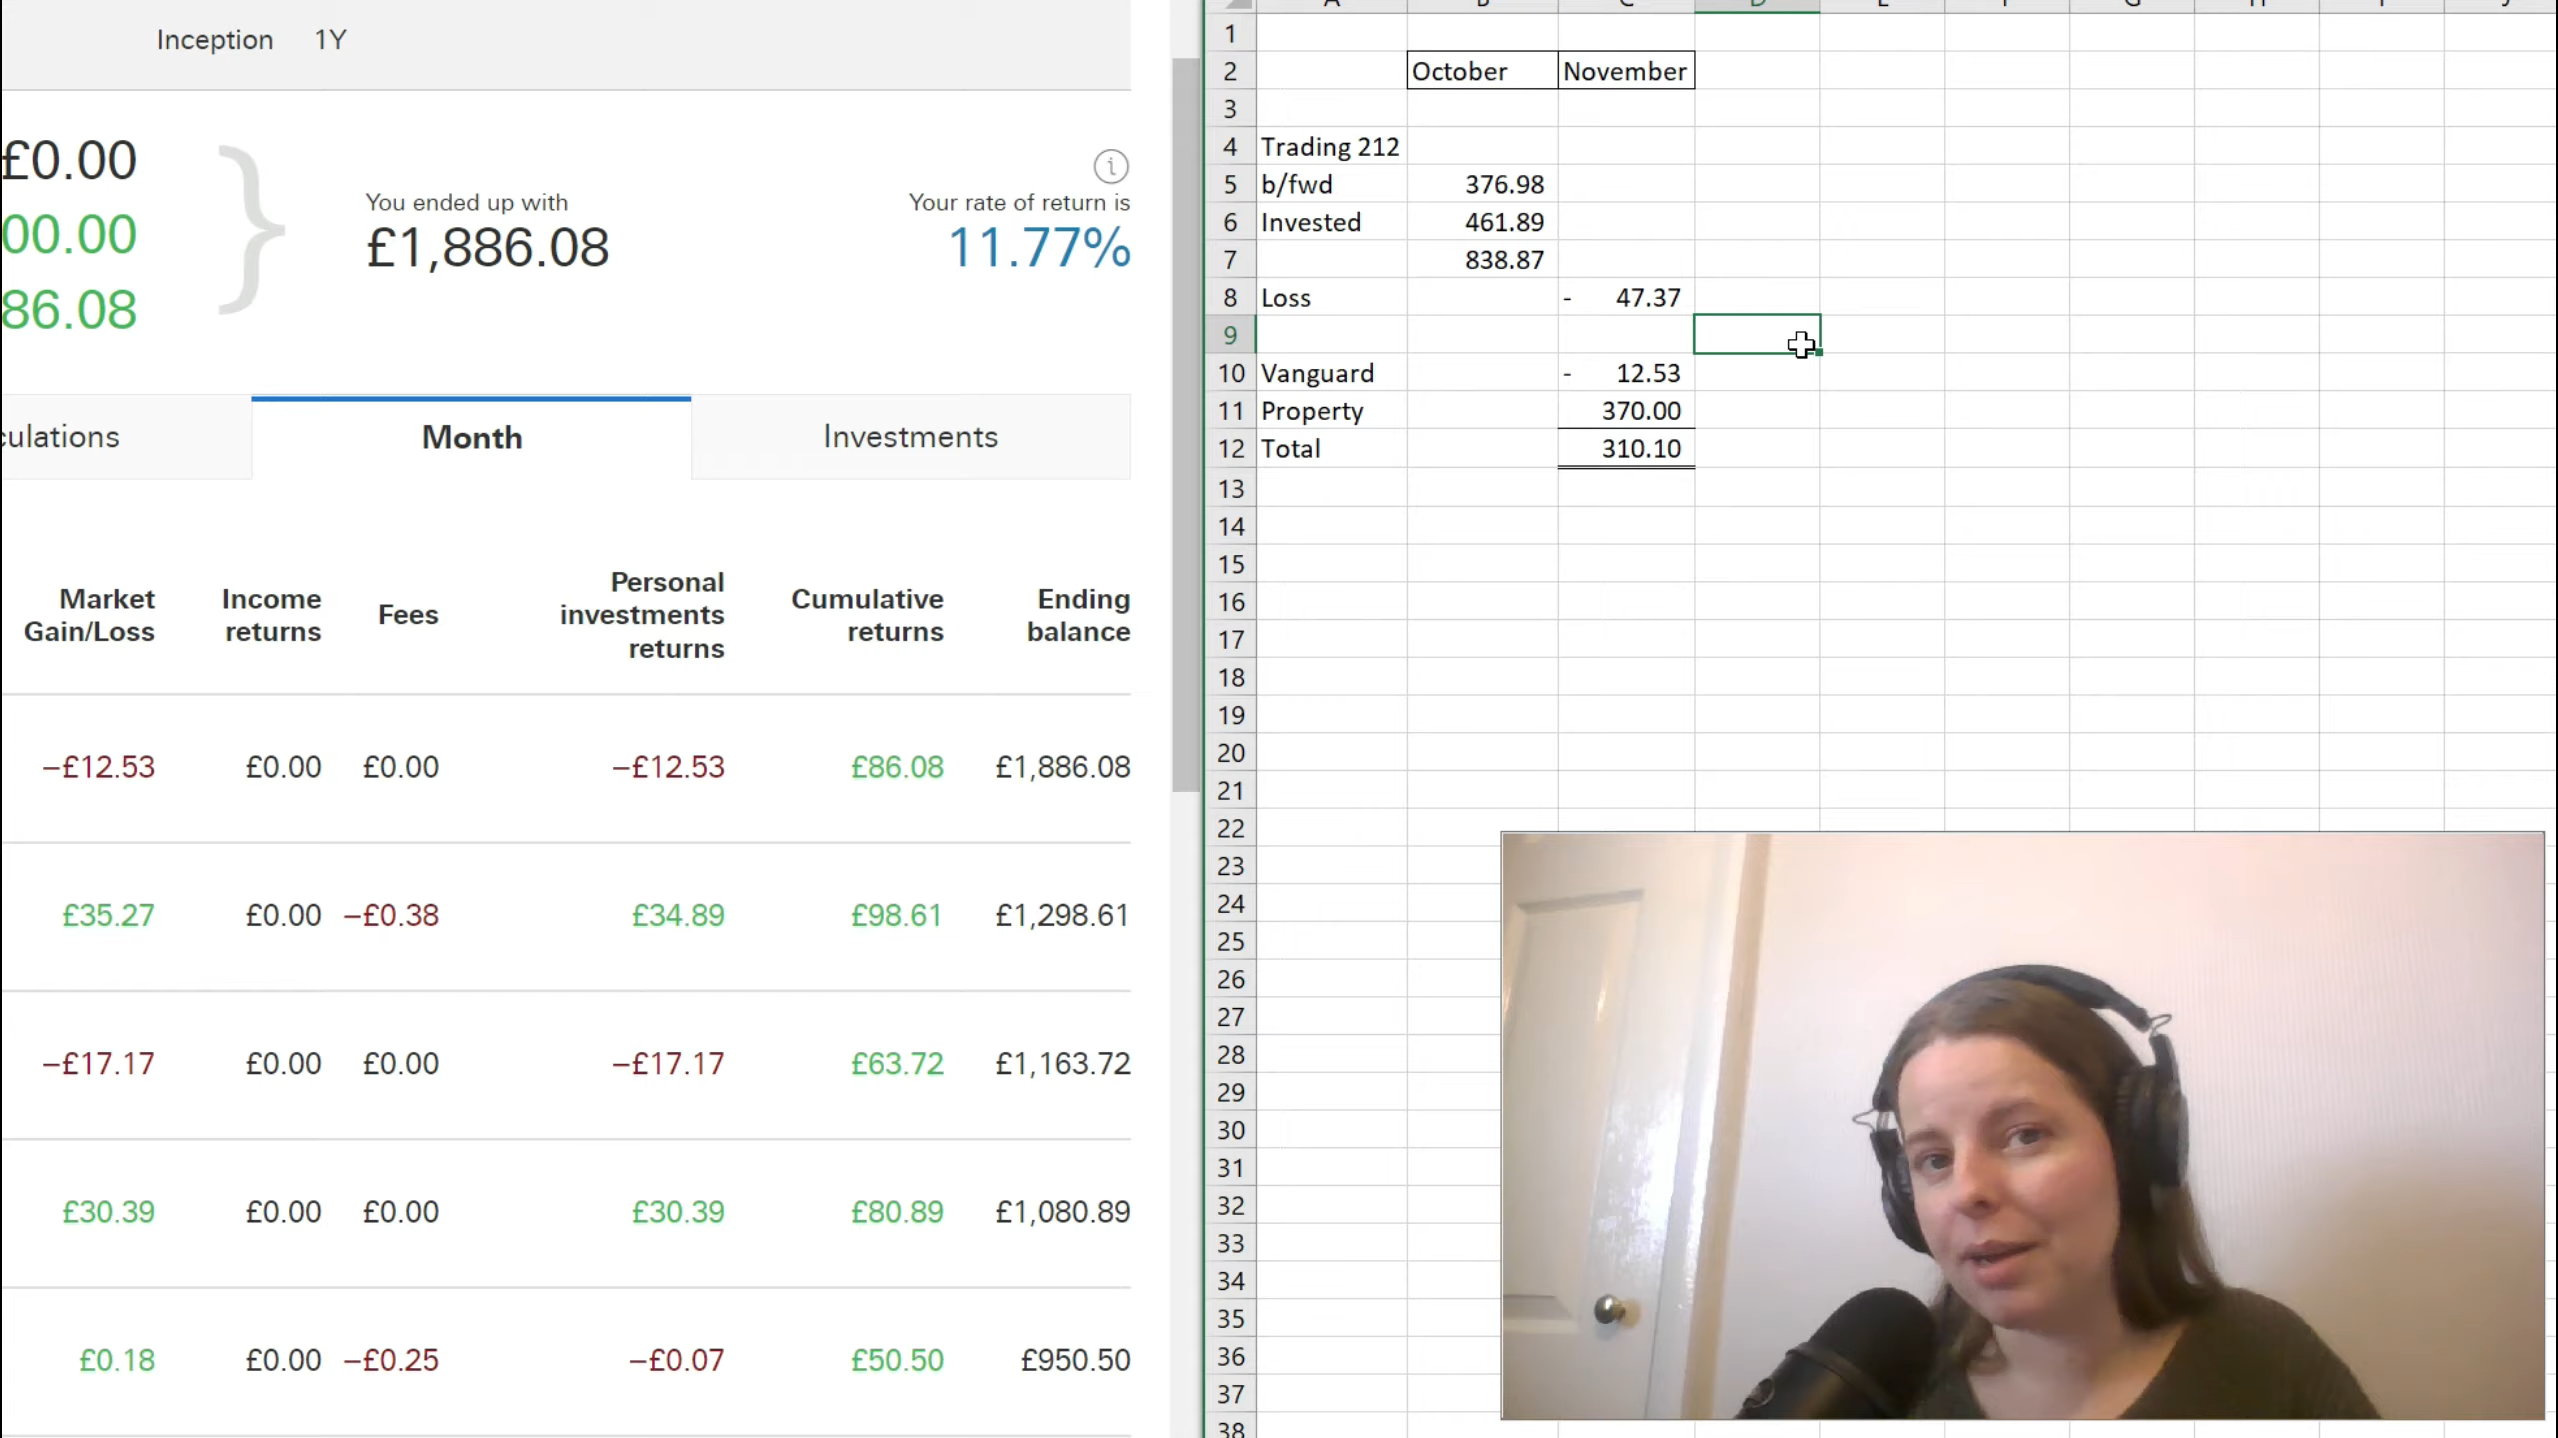 Inception 1Y
£0.00
00.00
86.08
You ended up with
£1,886.08
Your rate of return is
11.77%
culations Month Investments
Market Gain/Loss Income returns Fees Personal investments returns Cumulative returns Ending balance
−£12.53 £0.00 £0.00 −£12.53 £86.08 £1,886.08
£35.27 £0.00 −£0.38 £34.89 £98.61 £1,298.61
−£17.17 £0.00 £0.00 −£17.17 £63.72 £1,163.72
£30.39 £0.00 £0.00 £30.39 £80.89 £1,080.89
£0.18 £0.00 −£0.25 −£0.07 £50.50 £950.50
1
2 October November
3
4 Trading 212
5 b/fwd 376.98
6 Invested 461.89
7 838.87
8 Loss - 47.37
9
10 Vanguard - 12.53
11 Property 370.00
12 Total 310.10
13
14
15
16
17
18
19
20
21
22
23
24
25
26
27
28
29
30
31
32
33
34
35
36
37
38